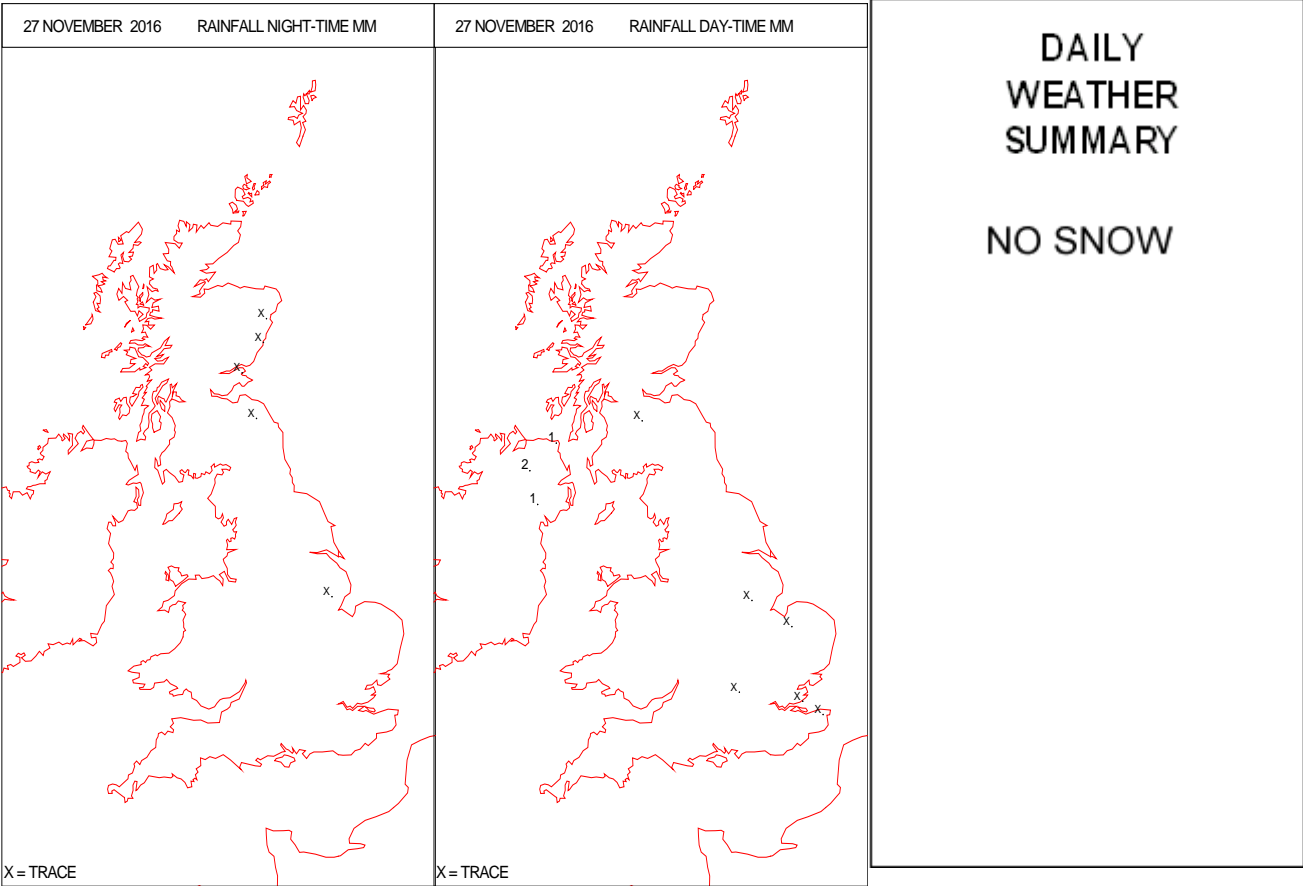 27 NOVEMBER 2016 RAINFALL NIGHT-TIME MM
X.
X.
X.
X.
X.
X = TRACE
27 NOVEMBER 2016 RAINFALL DAY-TIME MM
X.
1.
2.
1.
X.
X.
X.
X.
X.
X = TRACE
DAILY
WEATHER
SUMMARY
NO SNOW